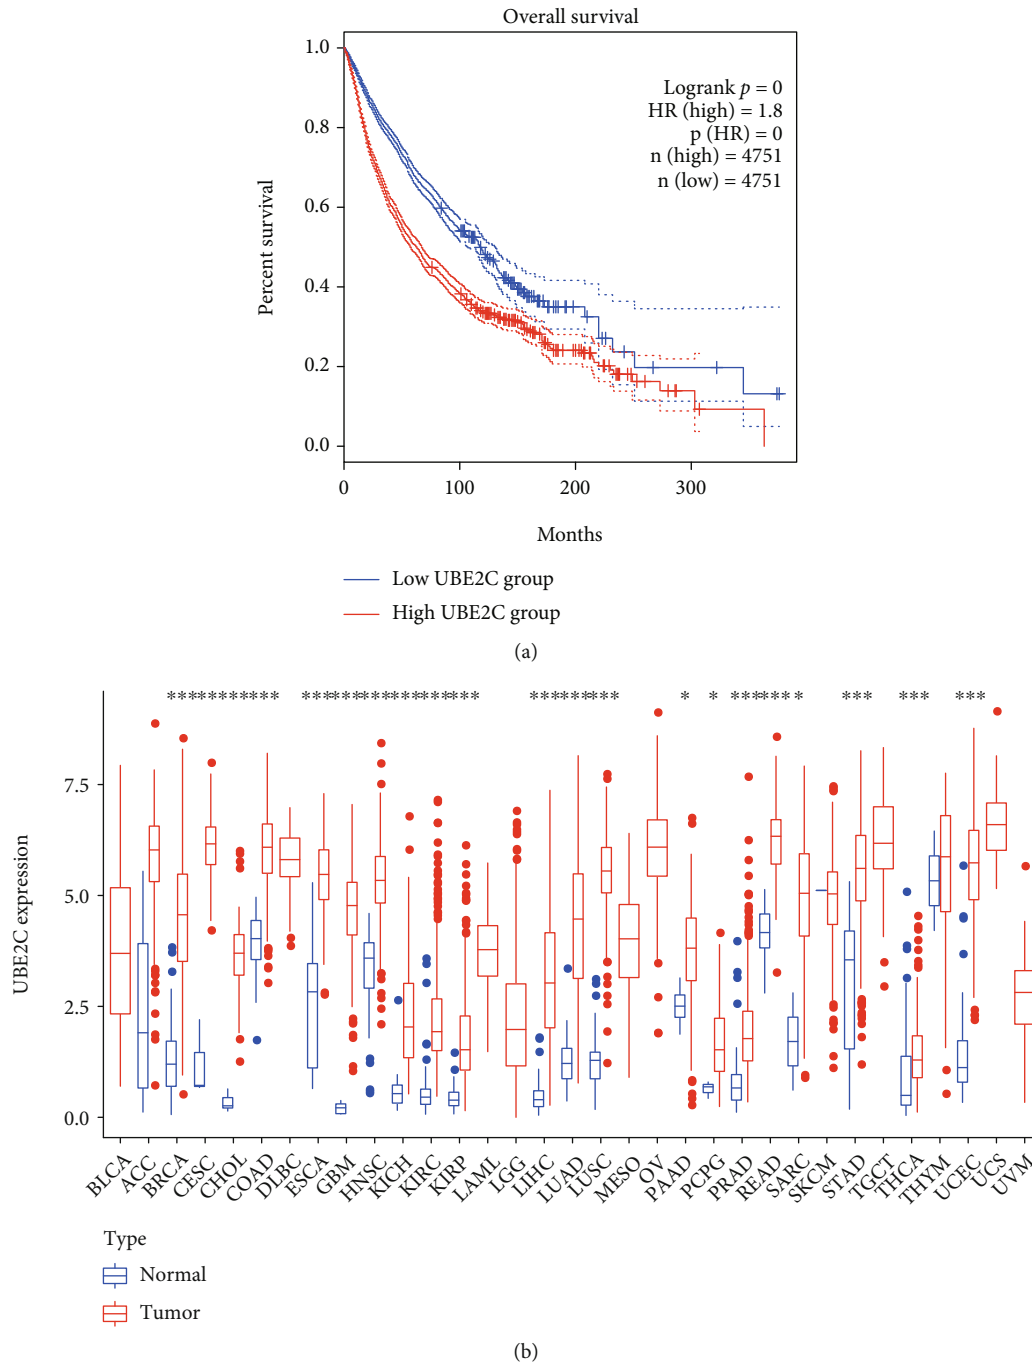 Overall survival
1.0
0.8
0.6
0.4
0.2
0.0
Percent survival
Logrank p = 0
HR (high) = 1.8
p (HR) = 0
n (high) = 4751
n (low) = 4751
0 100 200 300
Months
Low UBE2C group
High UBE2C group
(a)
*** *** *** *** *** *** *** *** *** *** *** *** *** * * *** *** * *** *** ***
7.5
5.0
2.5
0.0
UBE2C expression
BLCA ACC BRCA CESC CHOL COAD DLBC ESCA GBM HNSC KICH KIRC KIRP LAML LGG LIHC LUAD LUSC MESO OV PAAD PCPG PRAD READ SARC SKCM STAD TGCT THCA THYM UCEC UCS UVM
Type
Normal
Tumor
(b)